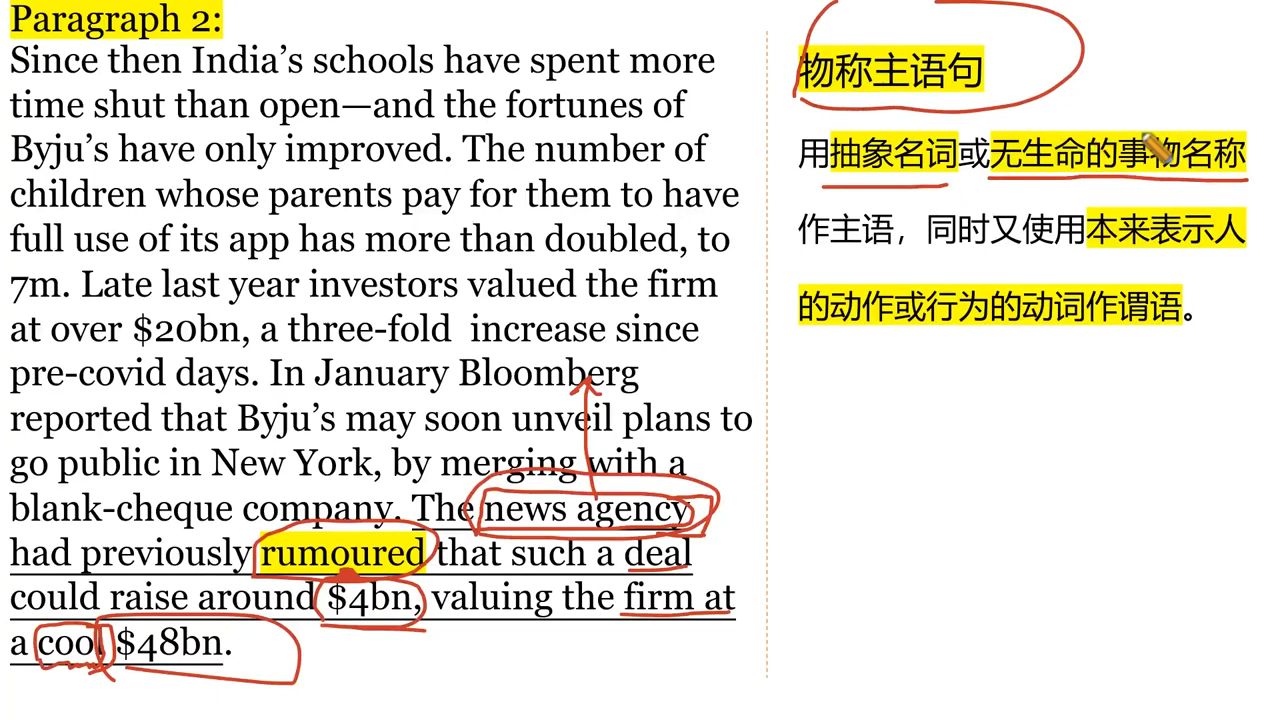 Paragraph 2:
Since then India’s schools have spent more
time shut than open—and the fortunes of
Byju’s have only improved. The number of
children whose parents pay for them to have
full use of its app has more than doubled, to
7m. Late last year investors valued the firm
at over $20bn, a three-fold increase since
pre-covid days. In January Bloomberg
reported that Byju’s may soon unveil plans to
go public in New York, by merging with a
blank-cheque company. The news agency
had previously rumoured that such a deal
could raise around $4bn, valuing the firm at
a cool $48bn.
物称主语句
用抽象名词或无生命的事物名称
作主语，同时又使用本来表示人
的动作或行为的动词作谓语。